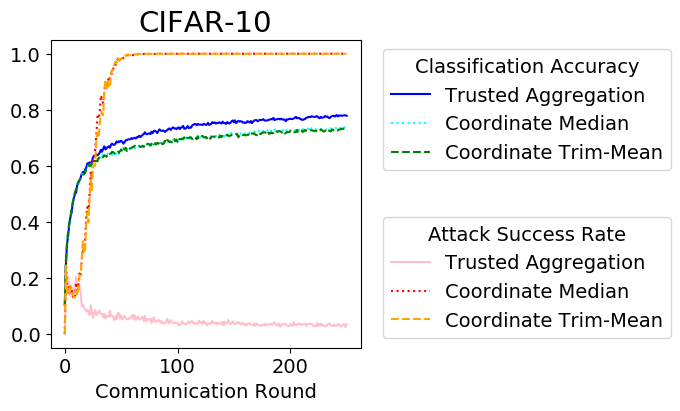 CIFAR-10
1.0
0.8
0.6
0.4
0.2
0.0
0
100
200
Communication Round
Classification Accuracy
Trusted Aggregation
Coordinate Median
Coordinate Trim-Mean
Attack Success Rate
Trusted Aggregation
Coordinate Median
Coordinate Trim-Mean